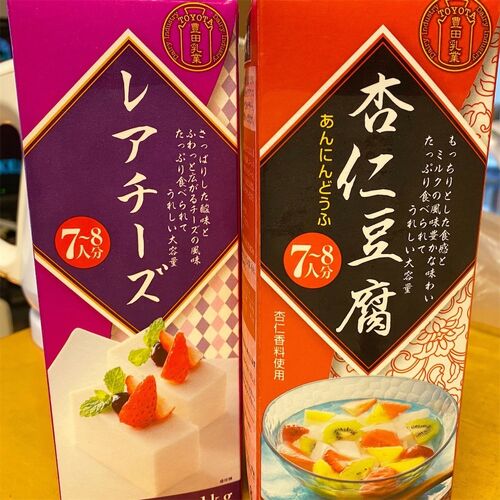 TOYOTA
豊田乳業
Dairy Industry
レアチーズ
さっぱりした酸味と
ふわっと広がるチーズの風味
たっぷり食べられて
うれしい大容量
7~8
人分
1kg
TOYOTA
豊田乳業
Dairy Industry
杏仁豆腐
あんにんどうふ
もっちりとした食感と
ミルクの風味豊かな味わい
たっぷり食べられて
うれしい大容量
7~8
人分
杏仁香料使用